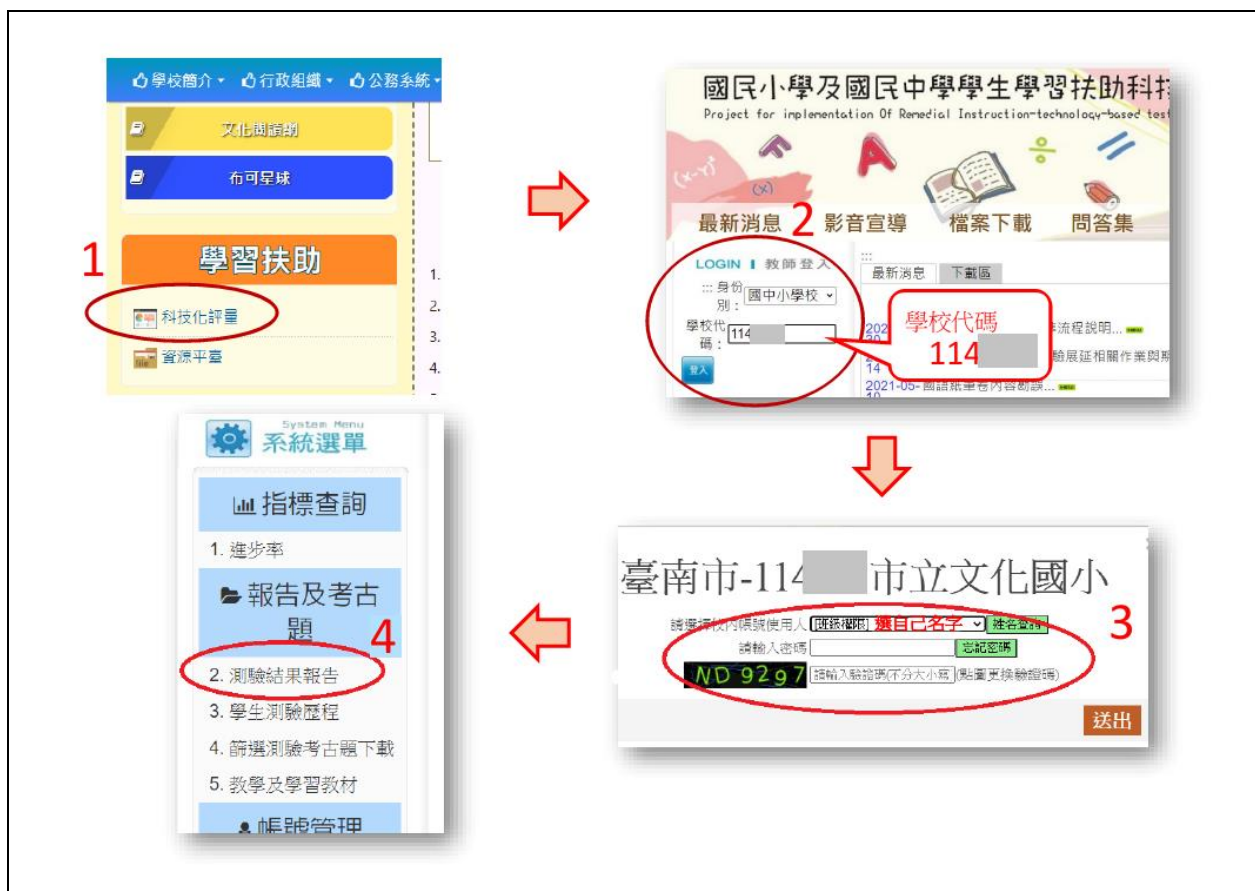 學校簡介 行政組織 公務系統
布可星球
1
學習扶助
科技化評量
資源平臺
1.
2.
3.
4.
國民小學及國民中學學生學習扶助科技
Project for implementation Of Remedial Instruction-technology-based test
(x-y)
(x)
最新消息 2 影音宣導 檔案下載 問答集
LOGIN 教師登入
最新消息 下載區
::: 身份別： 國中小學校
學校代碼： 114
登入
學校代碼
114
流程說明...
驗展延相關作業與期
14
2021-05-
10
國語紙筆卷內容勘誤...
臺南市-114 市立文化國小
請選擇校內帳號使用人 [班級權限] 選自己名字 姓名查詢
3
請輸入密碼 忘記密碼
ND 9297 請輸入驗證碼(不分大小寫) (點圖更換驗證碼)
送出
System Menu
系統選單
指標查詢
1. 進步率
報告及考古題
4
2. 測驗結果報告
3. 學生測驗歷程
4. 篩選測驗考古題下載
5. 教學及學習教材
帳號管理